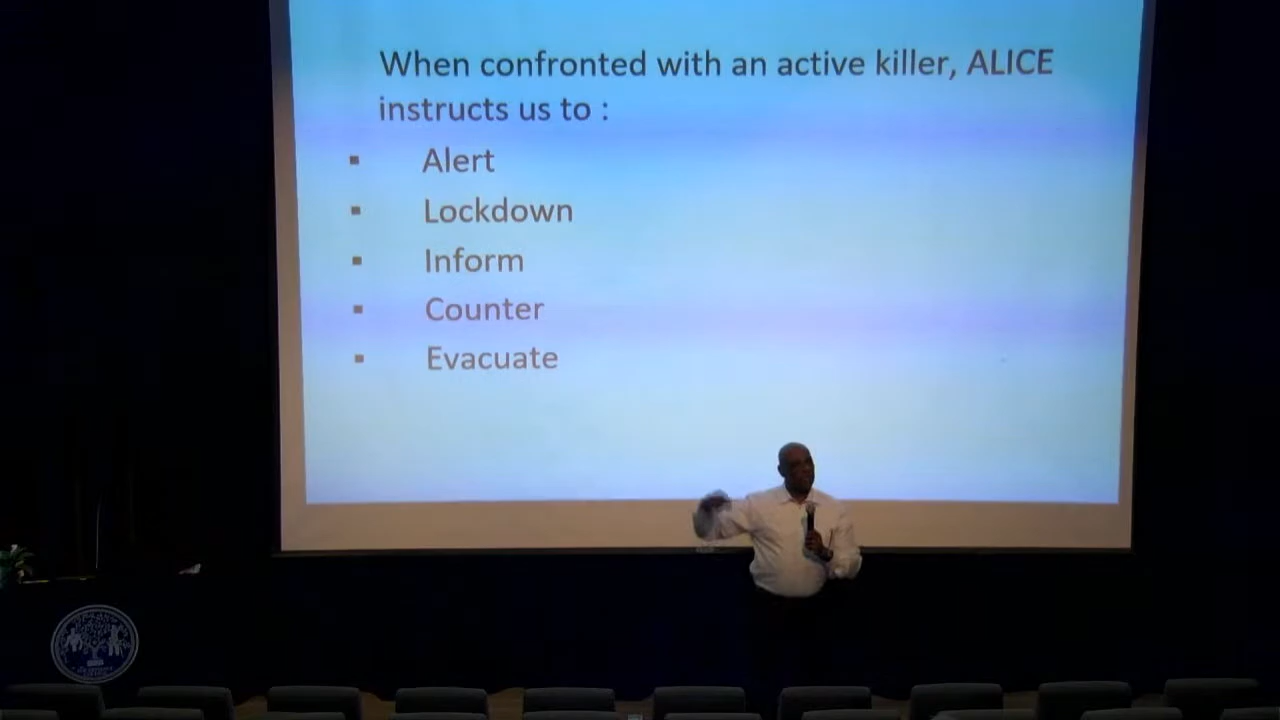 When confronted with an active killer, ALICE
instructs us to :
▪ Alert
▪ Lockdown
▪ Inform
▪ Counter
▪ Evacuate